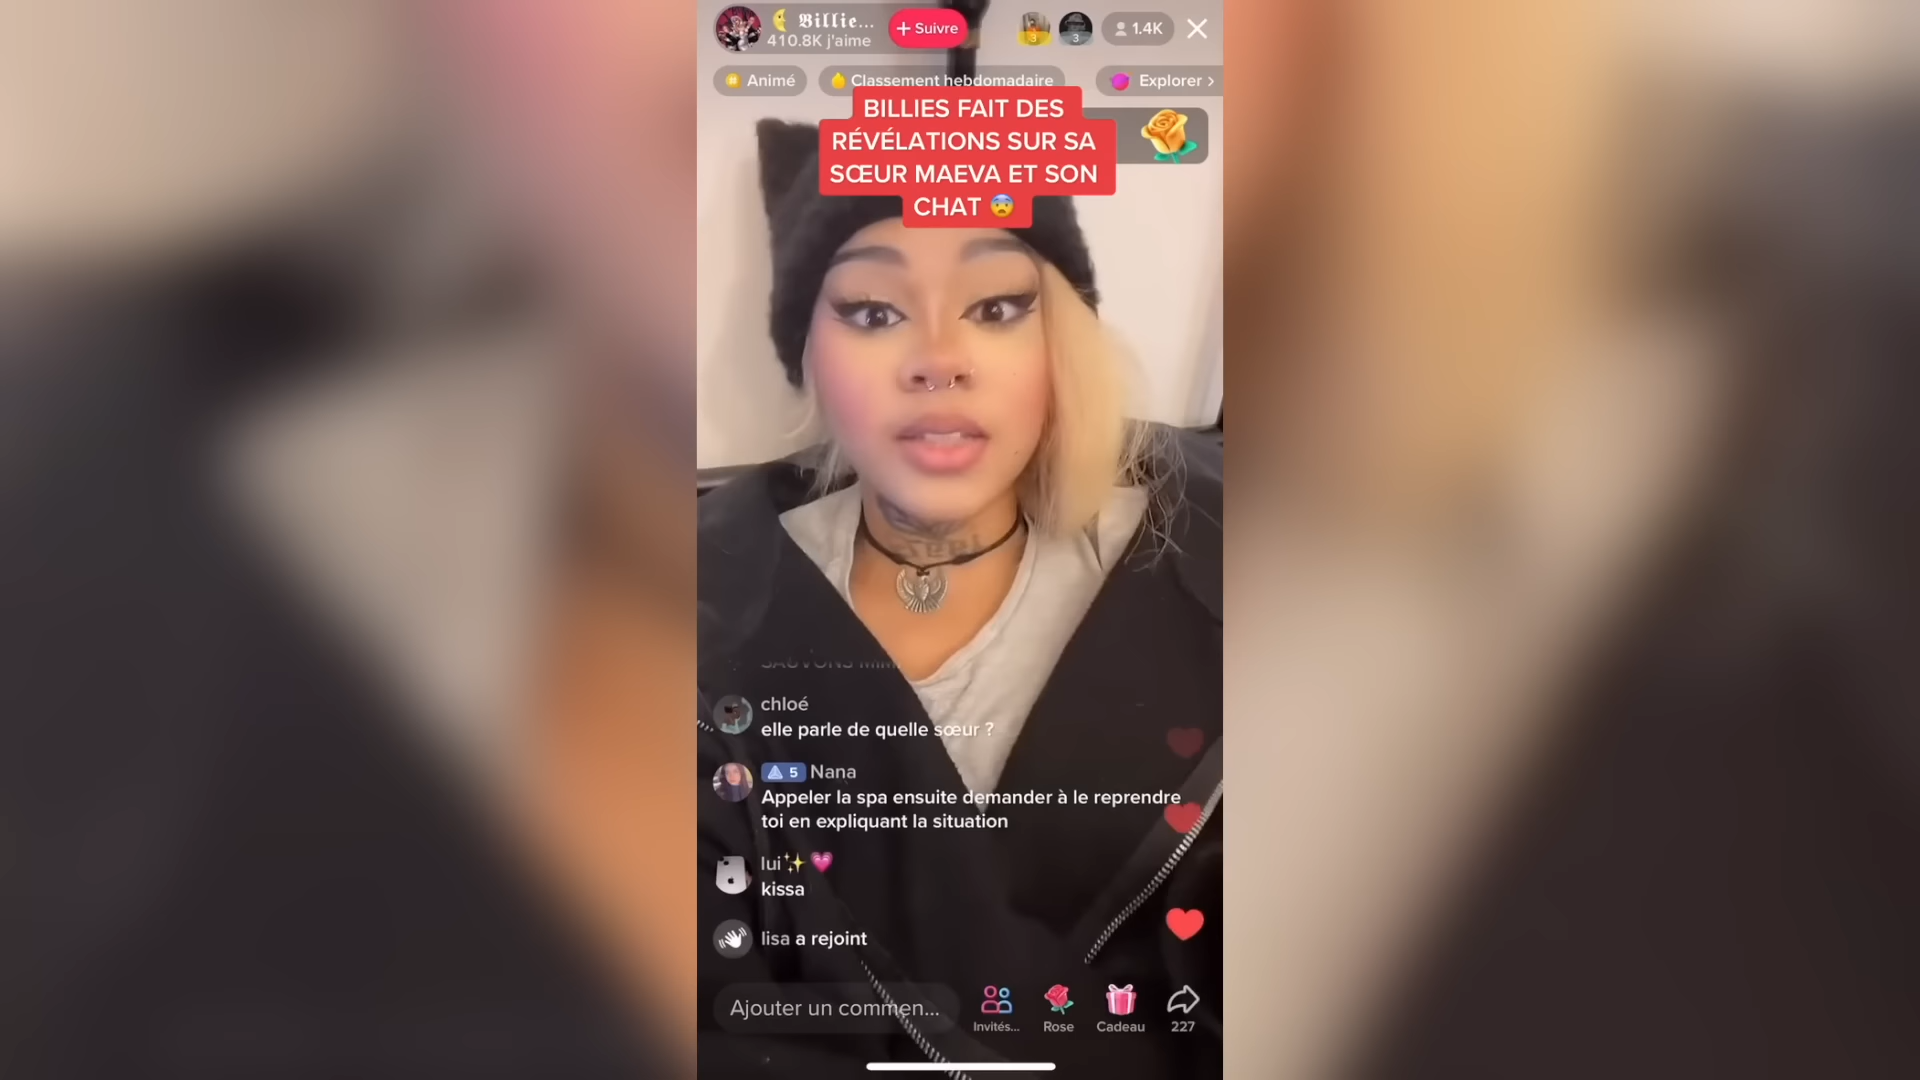 🌜 𝕭𝖎𝖑𝖑𝖎𝖊...
410.8K j'aime
+ Suivre
3
3
1.4K
Animé
Classement hebdomadaire
Explorer >
BILLIES FAIT DES
RÉVÉLATIONS SUR SA
SŒUR MAEVA ET SON
CHAT 😨
chloé
elle parle de quelle sœur ?
5 Nana
Appeler la spa ensuite demander à le reprendre
toi en expliquant la situation
lui✨💗
kissa
lisa a rejoint
Ajouter un commen...
Invités...
Rose
Cadeau
227